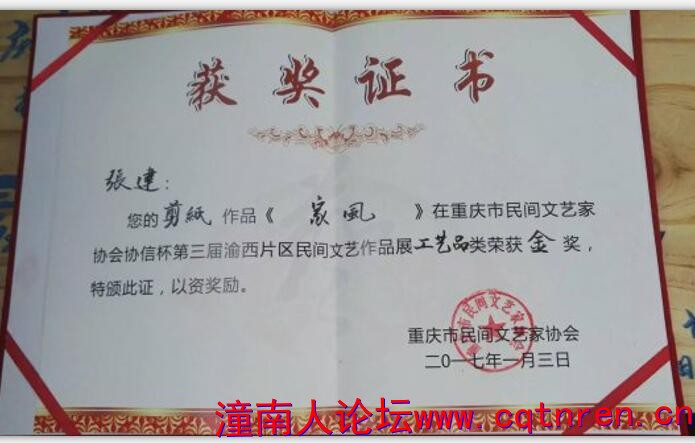 获奖证书
張建：
您的剪紙作品《家風》在重庆市民间文艺家
协会协信杯第三届渝西片区民间文艺作品展工艺品类荣获金奖，
特颁此证，以资奖励。
重庆市民间文艺家协会
二0一七年一月三日
潼南人论坛www.cqtnren.cn